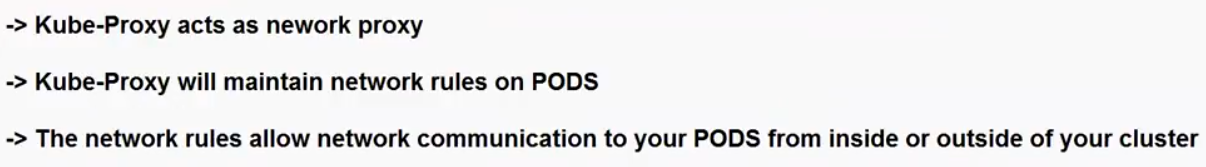 -> Kube-Proxy acts as nework proxy
-> Kube-Proxy will maintain network rules on PODS
-> The network rules allow network communication to your PODS from inside or outside of your cluster